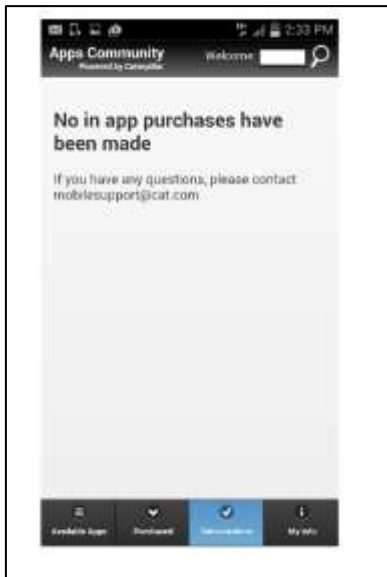 2:33 PM
Apps Community
Welcome
Powered by Caterpillar
No in app purchases have
been made
If you have any questions, please contact
mobilesupport@cat.com
Available Apps Purchased Subscriptions My Info